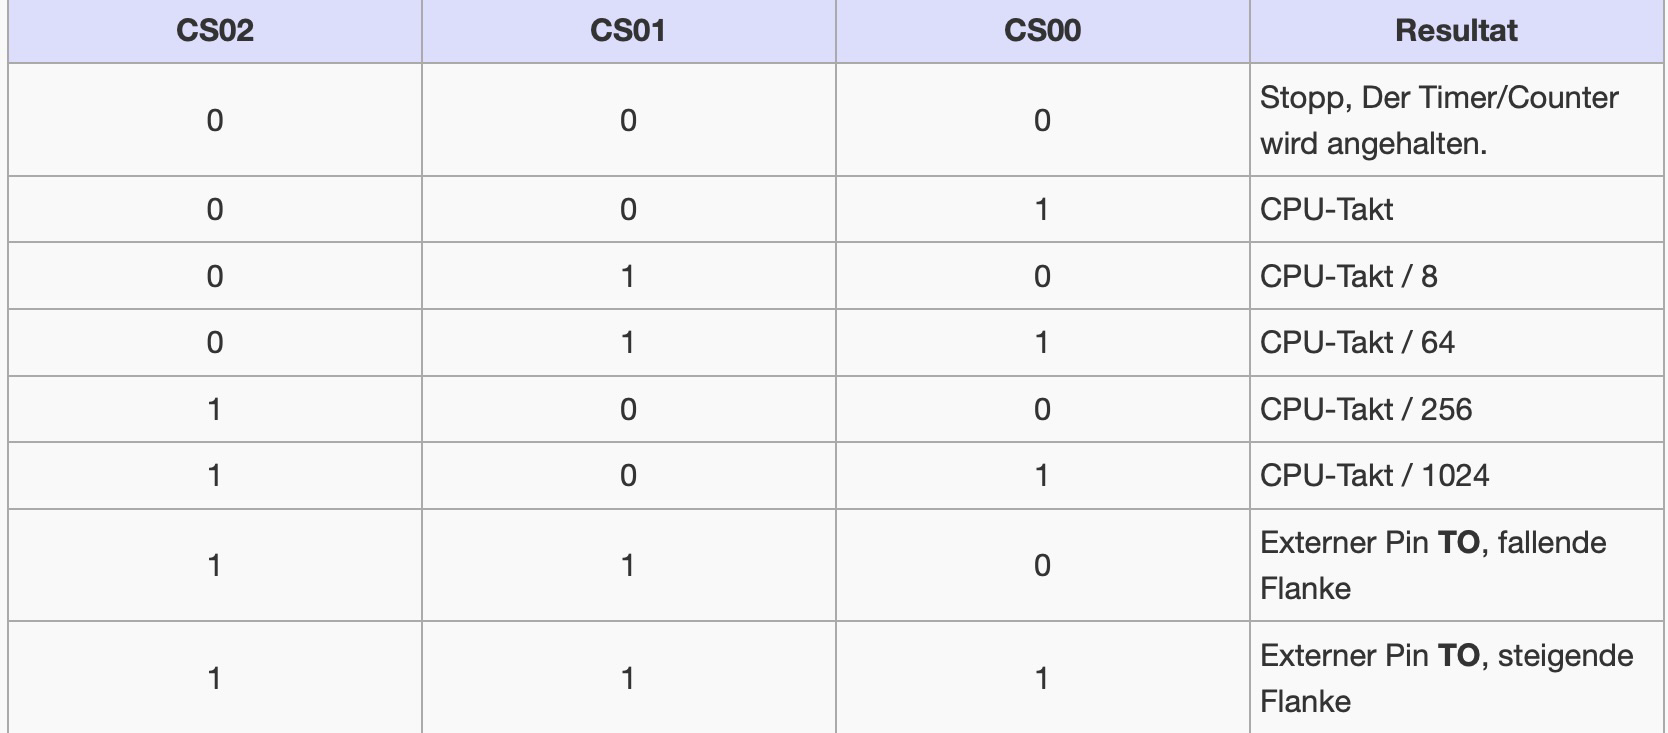 CS02 CS01 CS00 Resultat
0 0 0 Stopp, Der Timer/Counter
wird angehalten.
0 0 1 CPU-Takt
0 1 0 CPU-Takt / 8
0 1 1 CPU-Takt / 64
1 0 0 CPU-Takt / 256
1 0 1 CPU-Takt / 1024
1 1 0 Externer Pin TO, fallende
Flanke
1 1 1 Externer Pin TO, steigende
Flanke